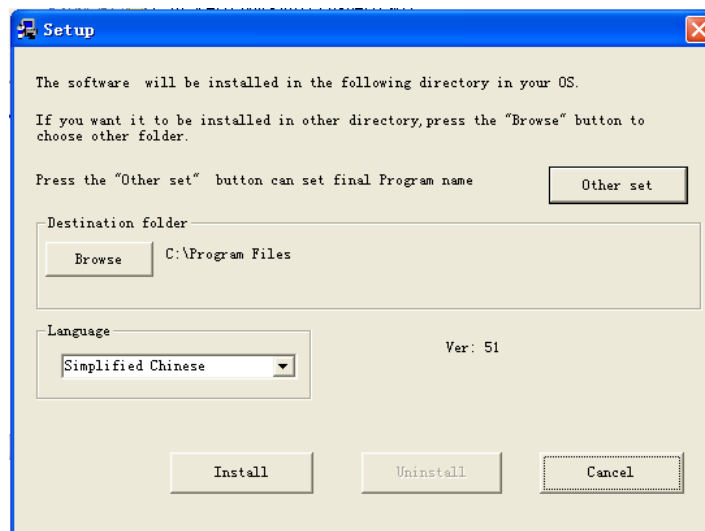 Setup
The software  will be installed in the following directory in your OS.
If you want it to be installed in other directory,press the "Browse" button to
choose other folder.
Press the "Other set"  button can set final Program name
Other set
Destination folder
Browse
C:\Program Files
Language
Simplified Chinese
Ver: 51
Install
Uninstall
Cancel